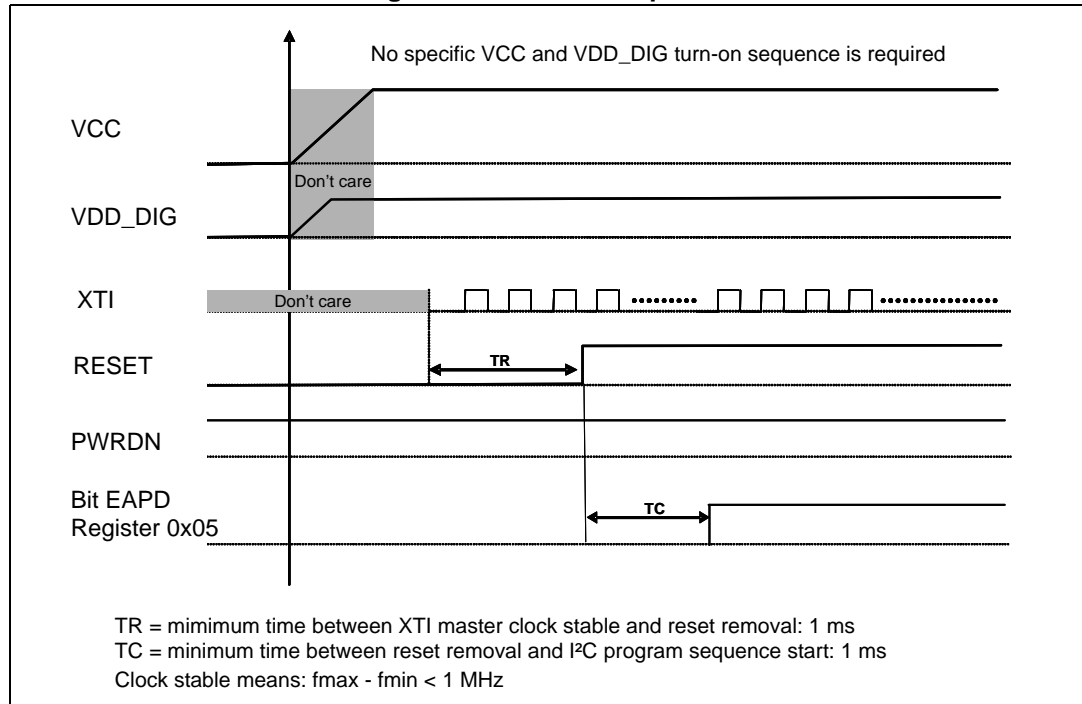 No specific VCC and VDD_DIG turn-on sequence is required
VCC
Don't care
VDD_DIG
XTI
Don't care
RESET
TR
PWRDN
Bit EAPD
Register 0x05
TC
TR = mimimum time between XTI master clock stable and reset removal: 1 ms
TC = minimum time between reset removal and I²C program sequence start: 1 ms
Clock stable means: fmax - fmin < 1 MHz